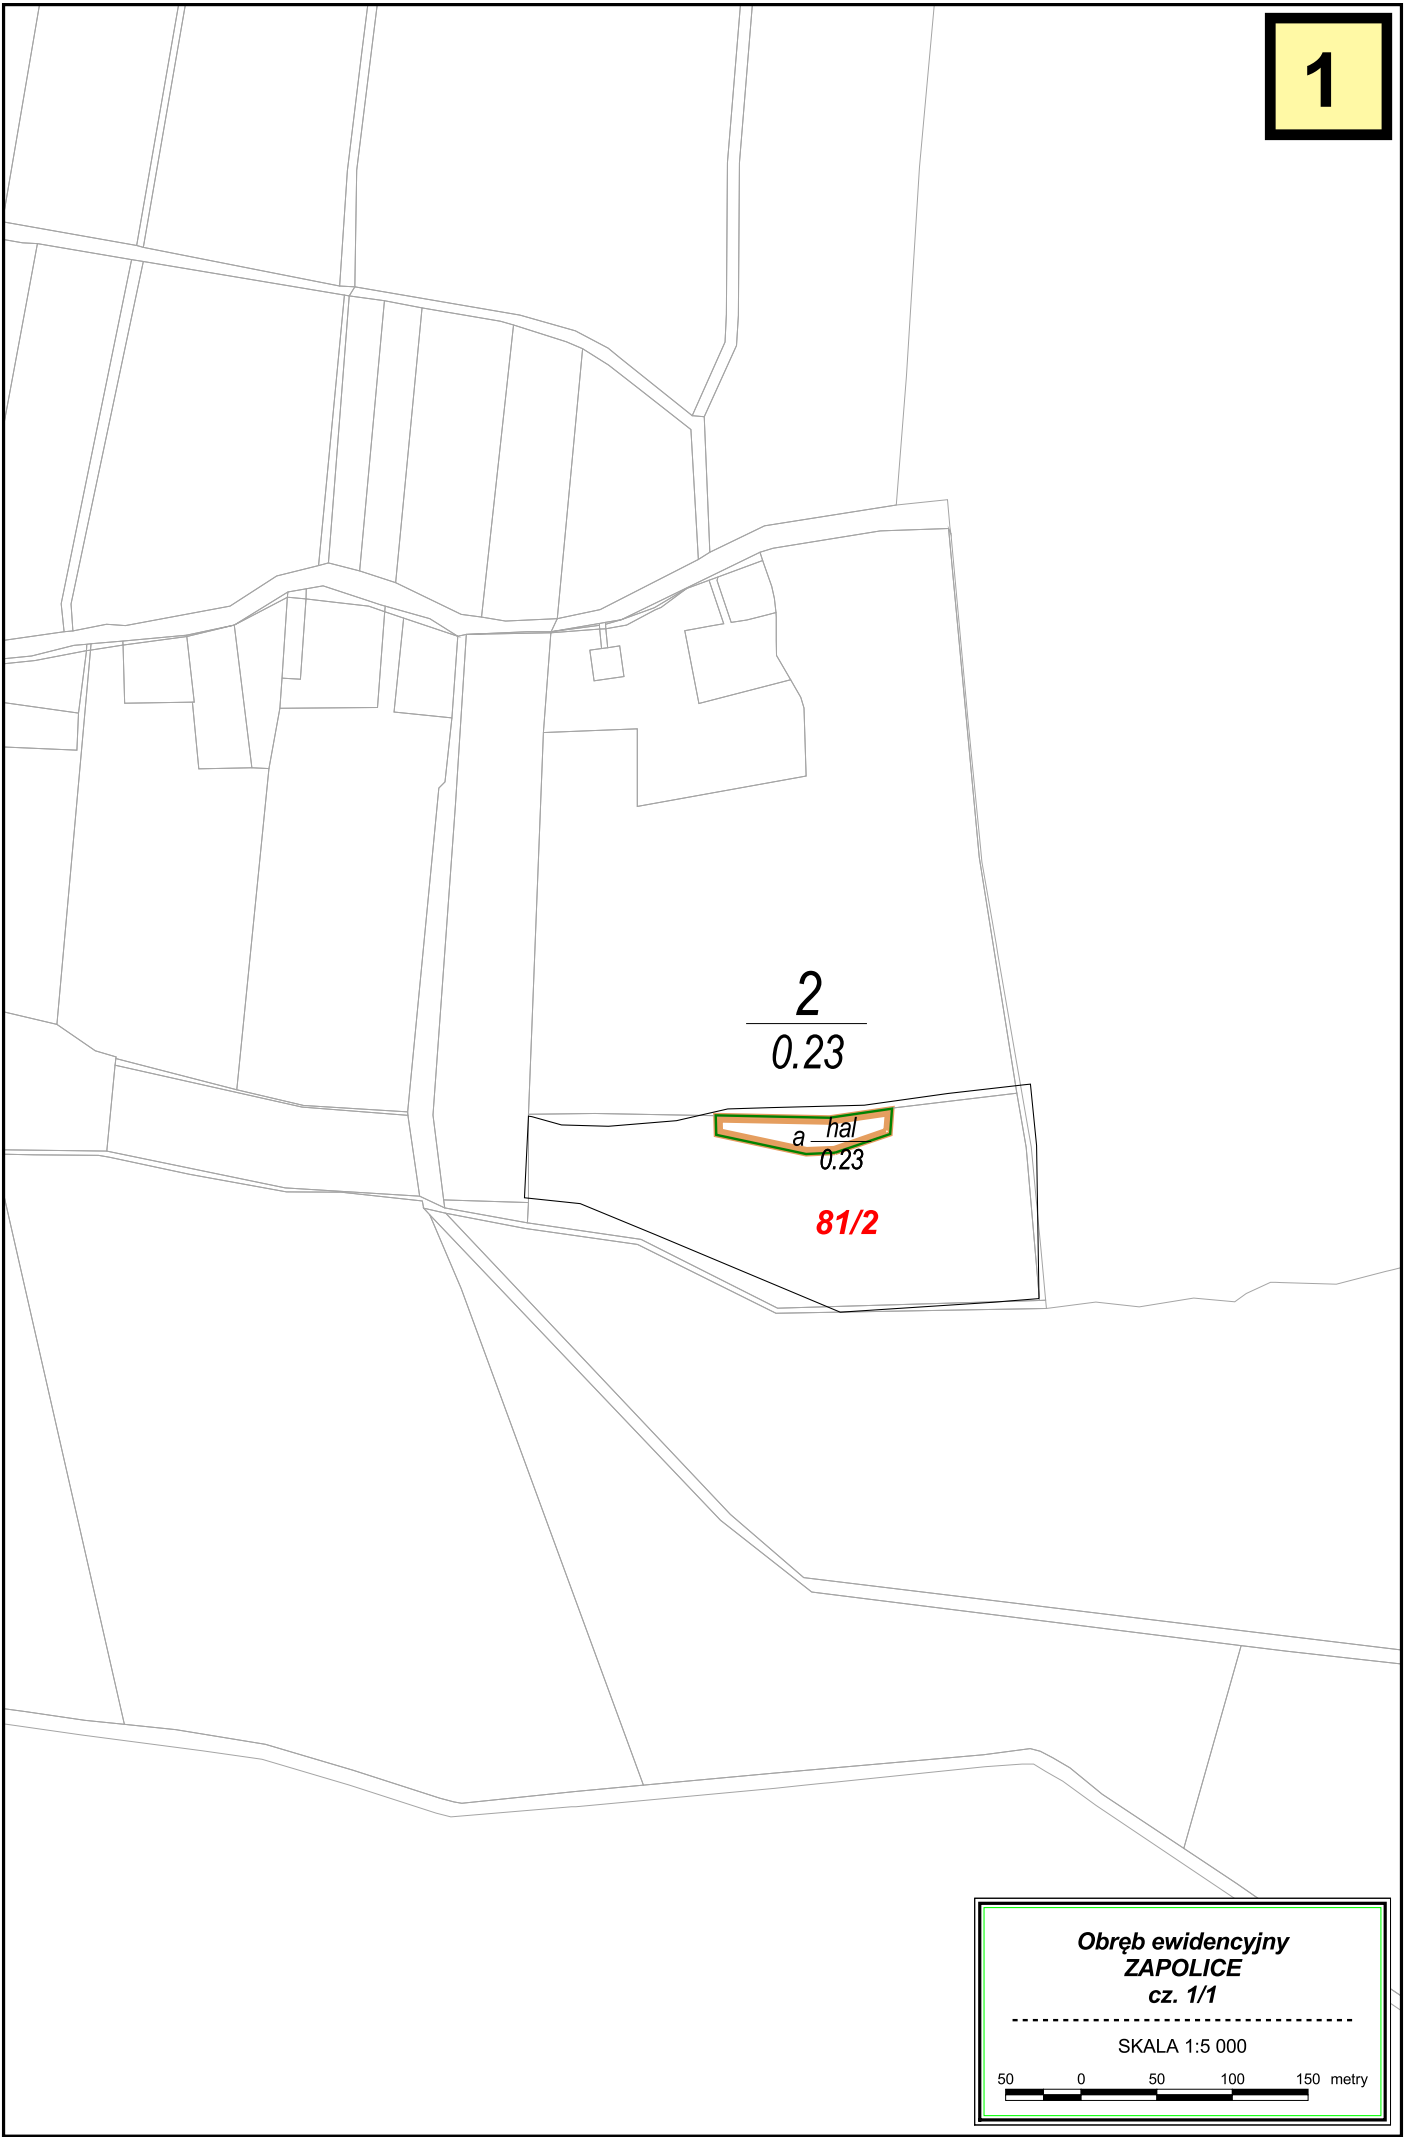 1
2
0.23
a hal
0.23
81/2
Obręb ewidencyjny
ZAPOLICE
cz. 1/1
SKALA 1:5 000
50 0 50 100 150 metry